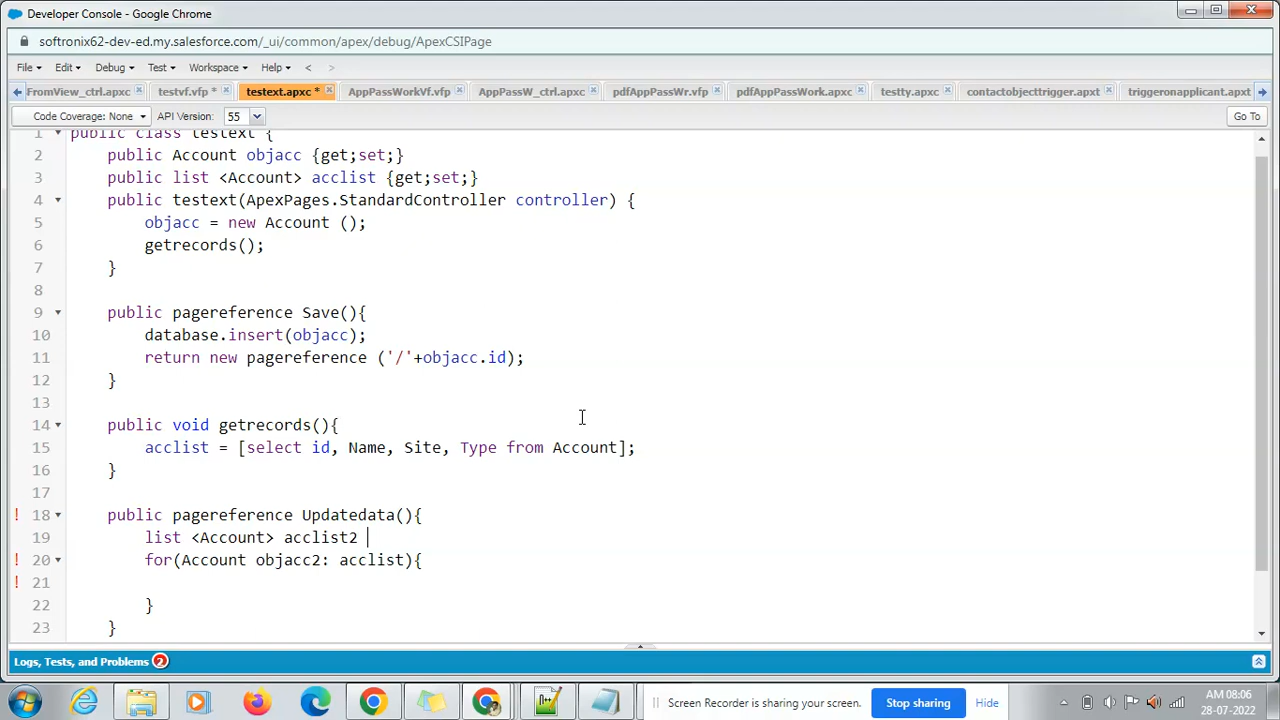 Developer Console - Google Chrome
softronix62-dev-ed.my.salesforce.com/_ui/common/apex/debug/ApexCSIPage
File Edit Debug Test Workspace Help < >
FromView_ctrl.apxc testvf.vfp * testext.apxc * AppPassWorkVf.vfp AppPassW_ctrl.apxc pdfAppPassWr.vfp pdfAppPassWork.apxc testty.apxc contactobjecttrigger.apxt triggeronapplicant.apxt
Code Coverage: None API Version: 55 Go To
1 public class testext {
2 public Account objacc {get;set;}
3 public list <Account> acclist {get;set;}
4 public testext(ApexPages.StandardController controller) {
5 objacc = new Account ();
6 getrecords();
7 }
8
9 public pagereference Save(){
10 database.insert(objacc);
11 return new pagereference ('/'+objacc.id);
12 }
13
14 public void getrecords(){
15 acclist = [select id, Name, Site, Type from Account];
16 }
17
! 18 public pagereference Updatedata(){
19 list <Account> acclist2
! 20 for(Account objacc2: acclist){
! 21
22 }
23 }
Logs, Tests, and Problems 2
Screen Recorder is sharing your screen. Stop sharing Hide
AM 08:06
28-07-2022